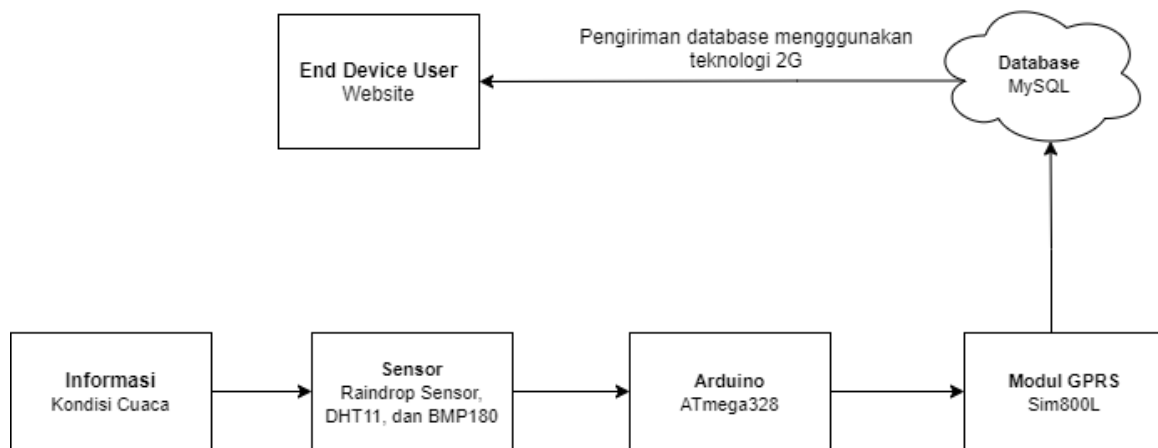 Pengiriman database mengggunakan
teknologi 2G
End Device User
Website
Database
MySQL
Informasi
Kondisi Cuaca
Sensor
Raindrop Sensor,
DHT11, dan BMP180
Arduino
ATmega328
Modul GPRS
Sim800L